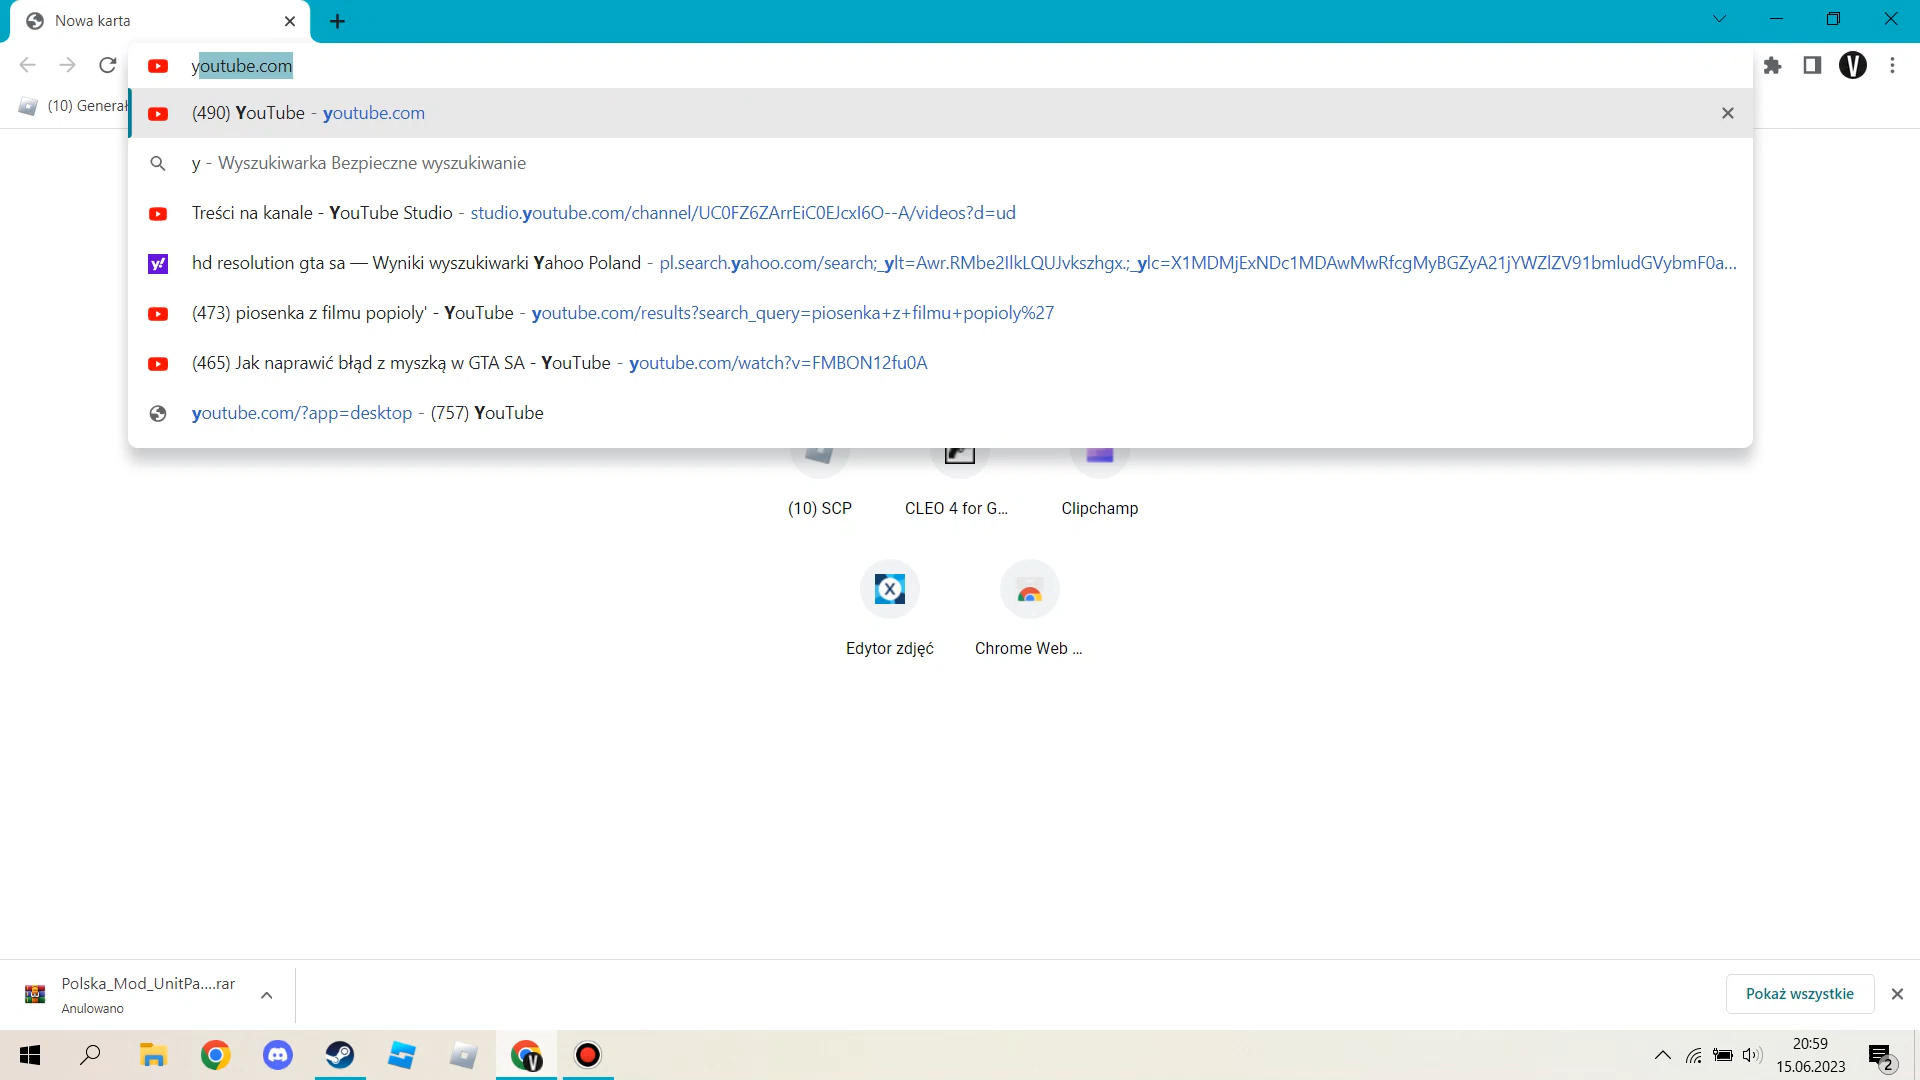 Nowa karta
youtube.com
(10) General
(490) YouTube - youtube.com
y - Wyszukiwarka Bezpieczne wyszukiwanie
Treści na kanale - YouTube Studio - studio.youtube.com/channel/UC0FZ6ZArrEiC0EJcxI6O--A/videos?d=ud
hd resolution gta sa — Wyniki wyszukiwarki Yahoo Poland - pl.search.yahoo.com/search;_ylt=Awr.RMbe2IlkLQUJvkszhgx.;_ylc=X1MDMjExNDc1MDAwMwRfcgMyBGZyA21jYWZlZV91bmludGVybmF0a...
(473) piosenka z filmu popioly' - YouTube - youtube.com/results?search_query=piosenka+z+filmu+popioly%27
(465) Jak naprawić błąd z myszką w GTA SA - YouTube - youtube.com/watch?v=FMBON12fu0A
youtube.com/?app=desktop - (757) YouTube
(10) SCP
CLEO 4 for G...
Clipchamp
Edytor zdjęć
Chrome Web ...
Polska_Mod_UnitPa....rar
Anulowano
Pokaż wszystkie
20:59
15.06.2023
2